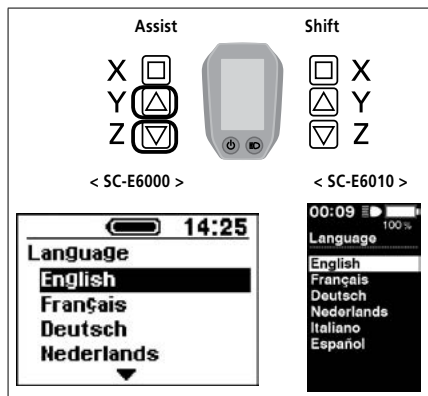 Assist Shift
X X
Y Y
Z Z
< SC-E6000 > < SC-E6010 >
14:25
Language
English
Français
Deutsch
Nederlands
00:09
100%
Language
English
Français
Deutsch
Nederlands
Italiano
Español